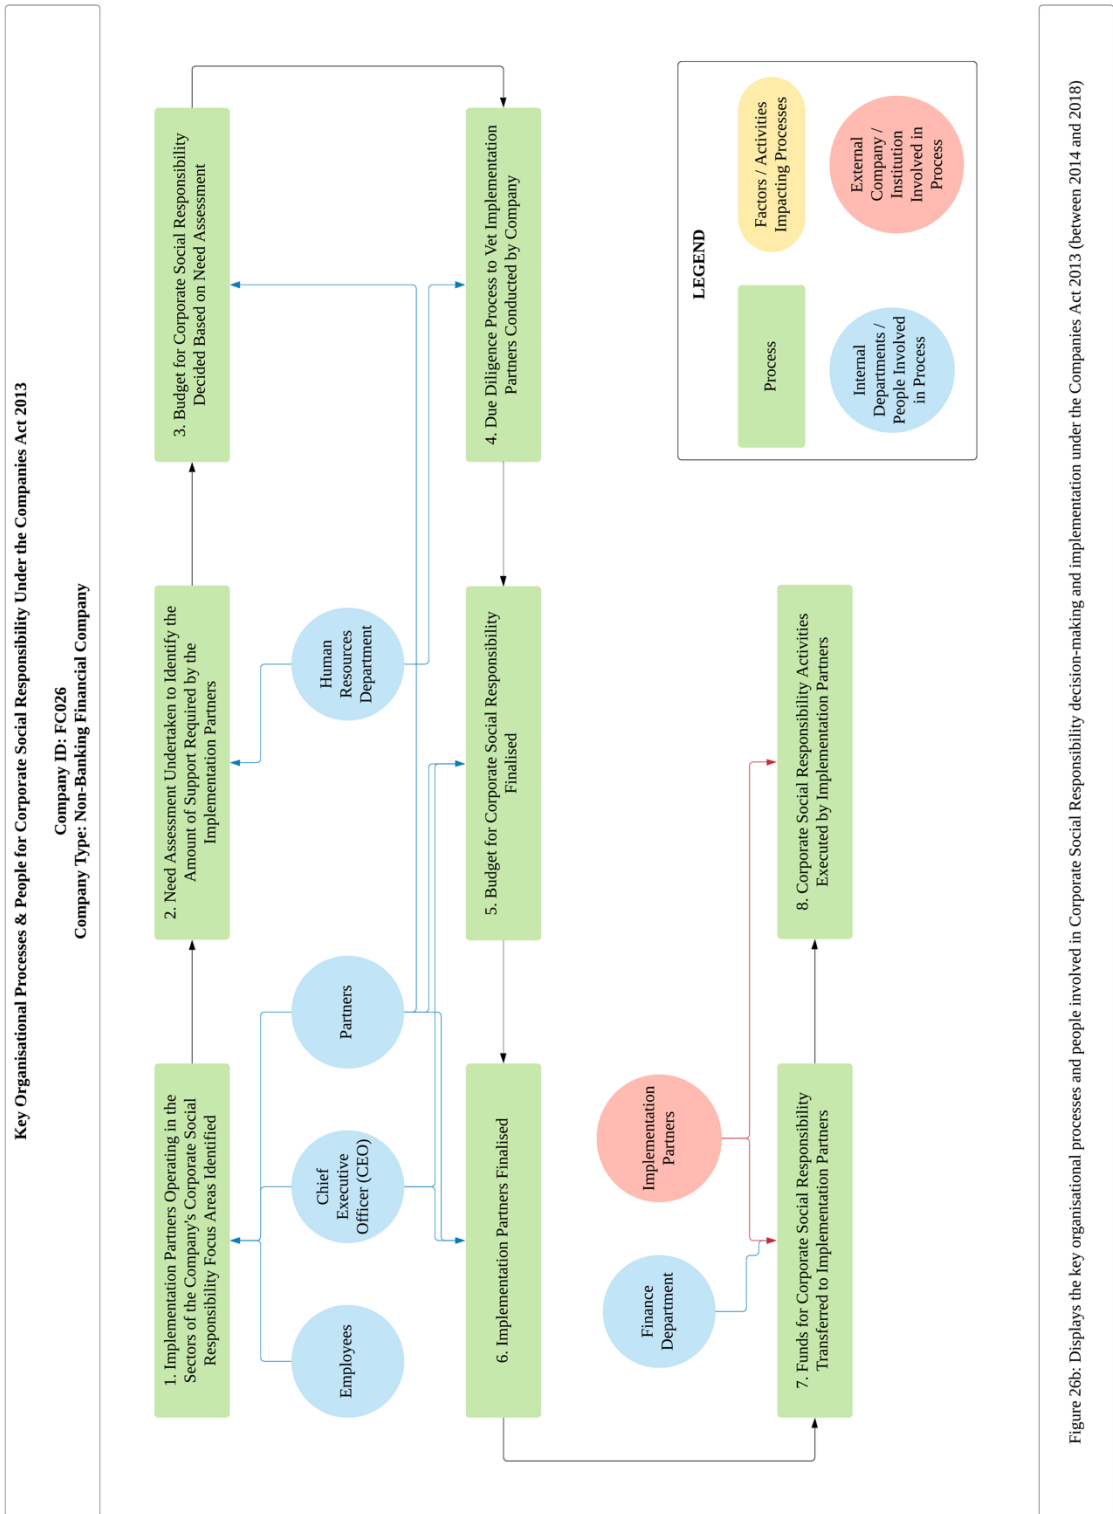 Key Organisational Processes & People for Corporate Social Responsibility Under the Companies Act 2013
Company ID: FC026
Company Type: Non-Banking Financial Company
1. Implementation Partners Operating in the
Sectors of the Company's Corporate Social
Responsibility Focus Areas Identified
2. Need Assessment Undertaken to Identify the
Amount of Support Required by the
Implementation Partners
3. Budget for Corporate Social Responsibility
Decided Based on Need Assessment
Employees
Chief
Executive
Officer (CEO)
Partners
Human
Resources
Department
6. Implementation Partners Finalised
5. Budget for Corporate Social Responsibility
Finalised
4. Due Diligence Process to Vet Implementation
Partners Conducted by Company
Finance
Department
Implementation
Partners
7. Funds for Corporate Social Responsibility
Transferred to Implementation Partners
8. Corporate Social Responsibility Activities
Executed by Implementation Partners
LEGEND
Process
Factors / Activities
Impacting Processes
Internal
Departments /
People Involved
in Process
External
Company /
Institution
Involved in
Process
Figure 26b: Displays the key organisational processes and people involved in Corporate Social Responsibility decision-making and implementation under the Companies Act 2013 (between 2014 and 2018)